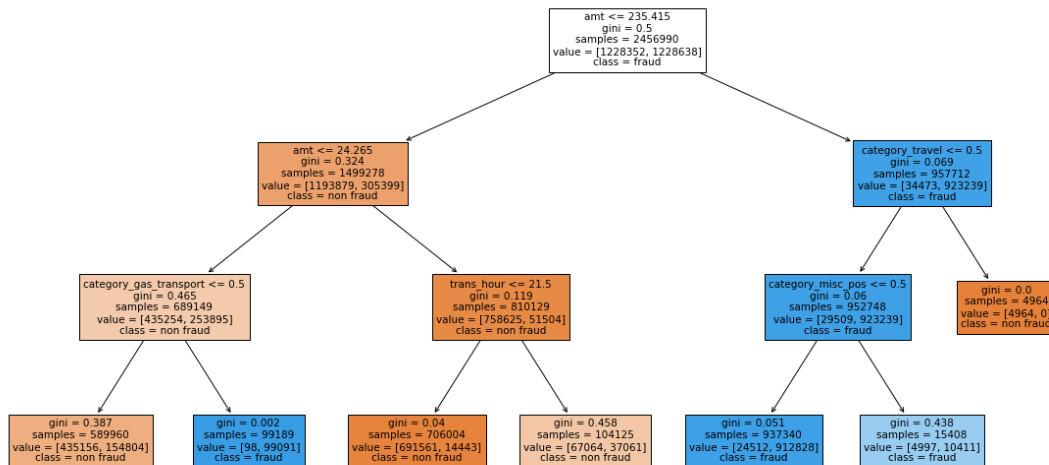 amt <= 235.415
gini = 0.5
samples = 2456990
value = [1228352, 1228638]
class = fraud
amt <= 24.265
gini = 0.324
samples = 1499278
value = [1193879, 305399]
class = non fraud
category_travel <= 0.5
gini = 0.069
samples = 957712
value = [34473, 923239]
class = fraud
category_gas_transport <= 0.5
gini = 0.465
samples = 689149
value = [435254, 253895]
class = non fraud
trans_hour <= 21.5
gini = 0.119
samples = 810129
value = [758625, 51504]
class = non fraud
category_misc_pos <= 0.5
gini = 0.06
samples = 952748
value = [29509, 923239]
class = fraud
gini = 0.0
samples = 4964
value = [4964, 0]
class = non fraud
gini = 0.387
samples = 589960
value = [435156, 154804]
class = non fraud
gini = 0.002
samples = 99189
value = [98, 99091]
class = fraud
gini = 0.04
samples = 706004
value = [691561, 14443]
class = non fraud
gini = 0.458
samples = 104125
value = [67064, 37061]
class = non fraud
gini = 0.051
samples = 937340
value = [24512, 912828]
class = fraud
gini = 0.438
samples = 15408
value = [4997, 10411]
class = fraud